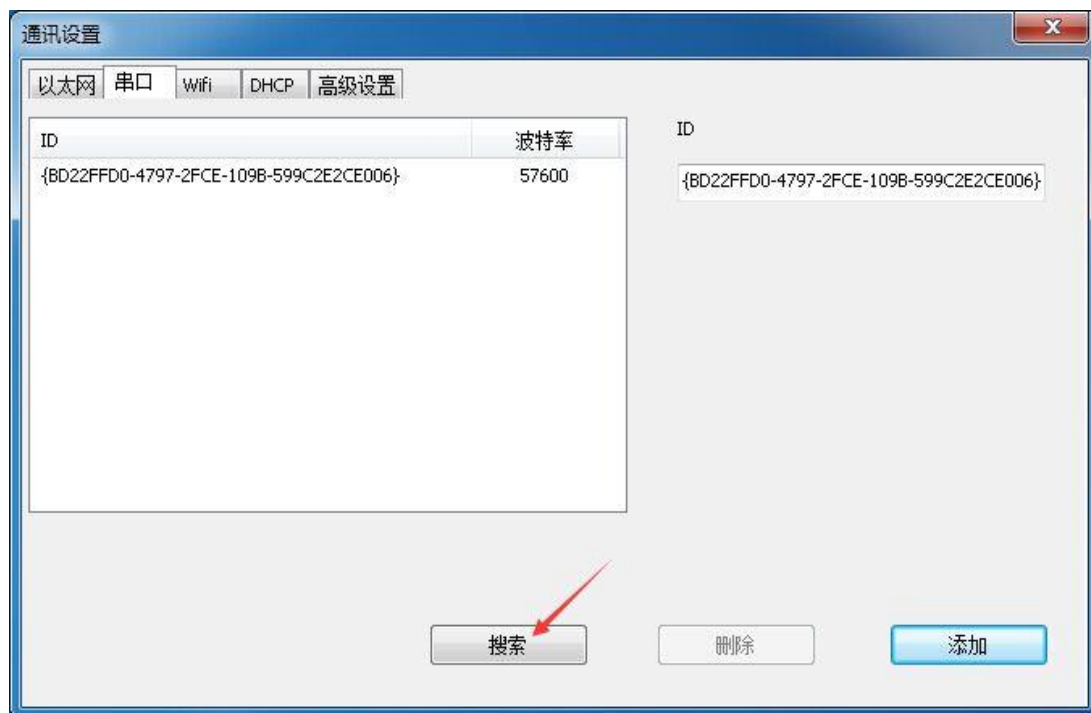 通讯设置
以太网 串口 Wifi DHCP 高级设置
ID 波特率
{BD22FFD0-4797-2FCE-109B-599C2E2CE006} 57600
ID
{BD22FFD0-4797-2FCE-109B-599C2E2CE006}
搜索 删除 添加